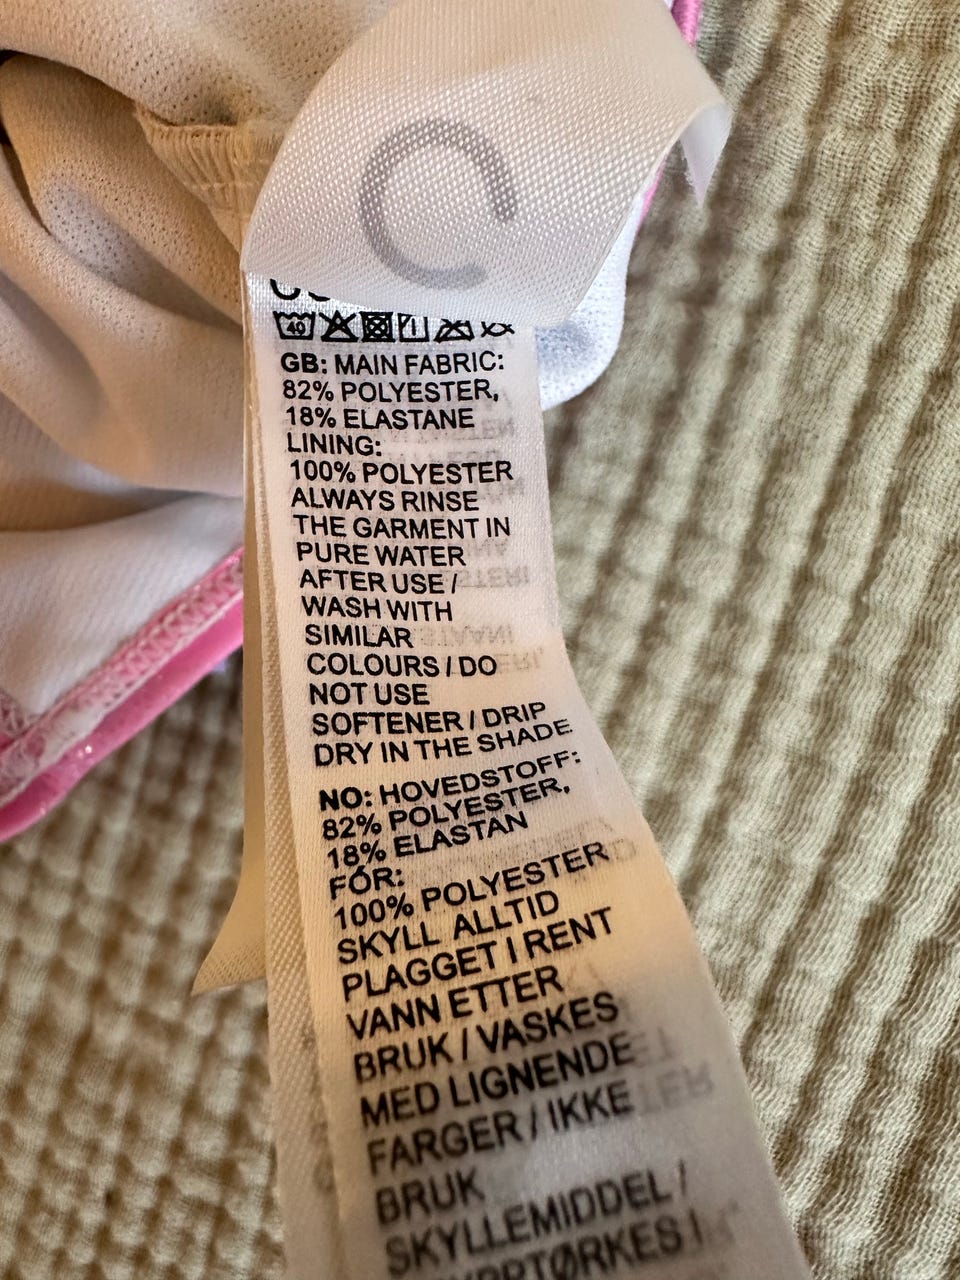 C
40
GB: MAIN FABRIC:
82% POLYESTER,
18% ELASTANE
LINING:
100% POLYESTER
ALWAYS RINSE
THE GARMENT IN
PURE WATER
AFTER USE /
WASH WITH
SIMILAR
COLOURS / DO
NOT USE
SOFTENER / DRIP
DRY IN THE SHADE
NO: HOVEDSTOFF:
82% POLYESTER,
18% ELASTAN
FÓR:
100% POLYESTER
SKYLL ALLTID
PLAGGET I RENT
VANN ETTER
BRUK / VASKES
MED LIGNENDE
FARGER / IKKE
BRUK
SKYLLEMIDDEL /